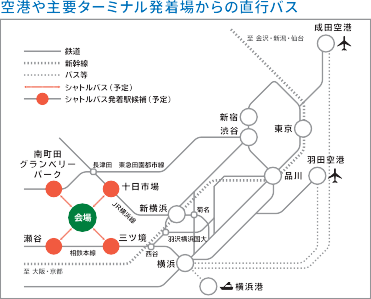 空港や主要ターミナル発着場からの直行バス
成田空港
至 金沢・新潟・仙台
鉄道
新幹線
バス等
シャトルバス(予定)
シャトルバス発着駅候補(予定)
新宿
渋谷
東京
南町田
グランベリー
パーク
長津田
東急田園都市線
羽田空港
十日市場
品川
JR横浜線
新横浜
菊名
会場
瀬谷
三ツ境
羽沢横浜国大
相鉄本線
西谷
横浜
至 大阪・京都
横浜港